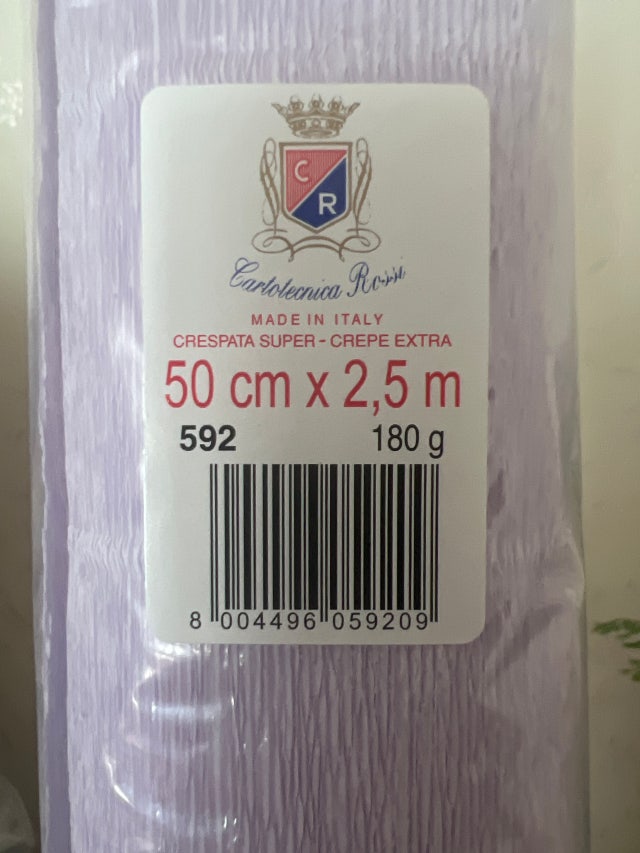 C
R
Cartotecnica Rossi
MADE IN ITALY
CRESPATA SUPER - CREPE EXTRA
50 cm x 2,5 m
592 180 g
8 004496 059209